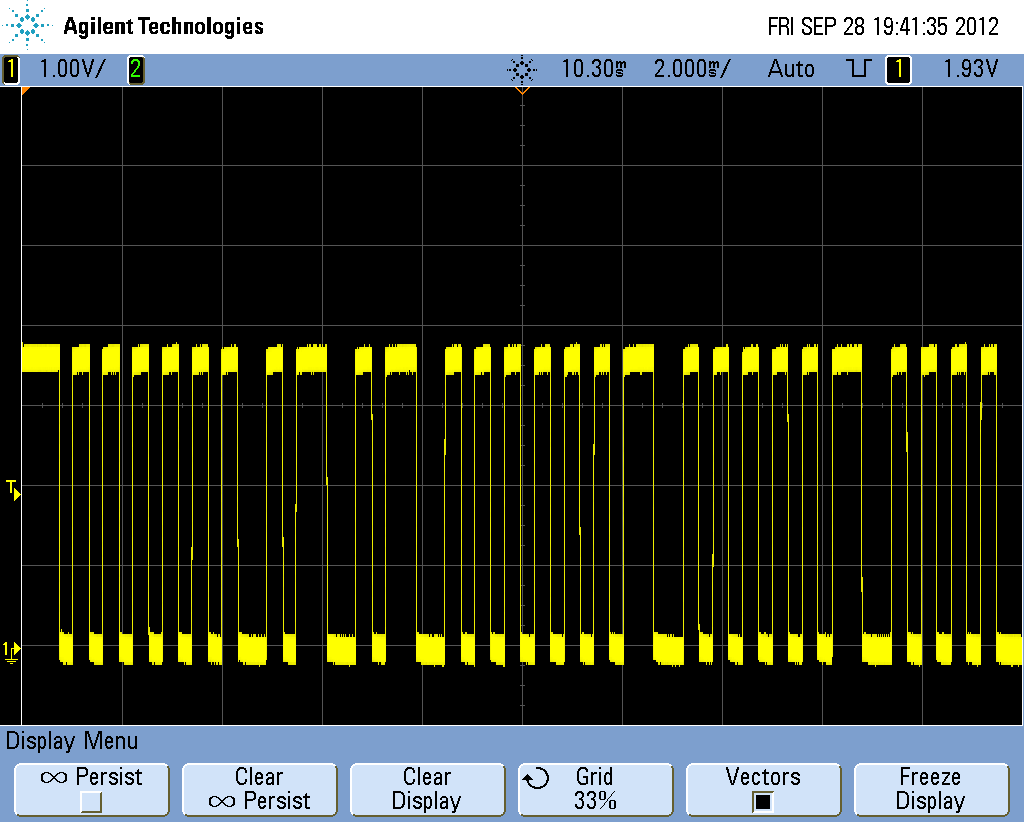 Agilent Technologies FRI SEP 28 19:41:35 2012
1 1.00V/ 2 10.30ms 2.000ms/ Auto 1 1.93V
T
1
Display Menu
∞ Persist
Clear
∞ Persist
Clear
Display
Grid
33%
Vectors
Freeze
Display